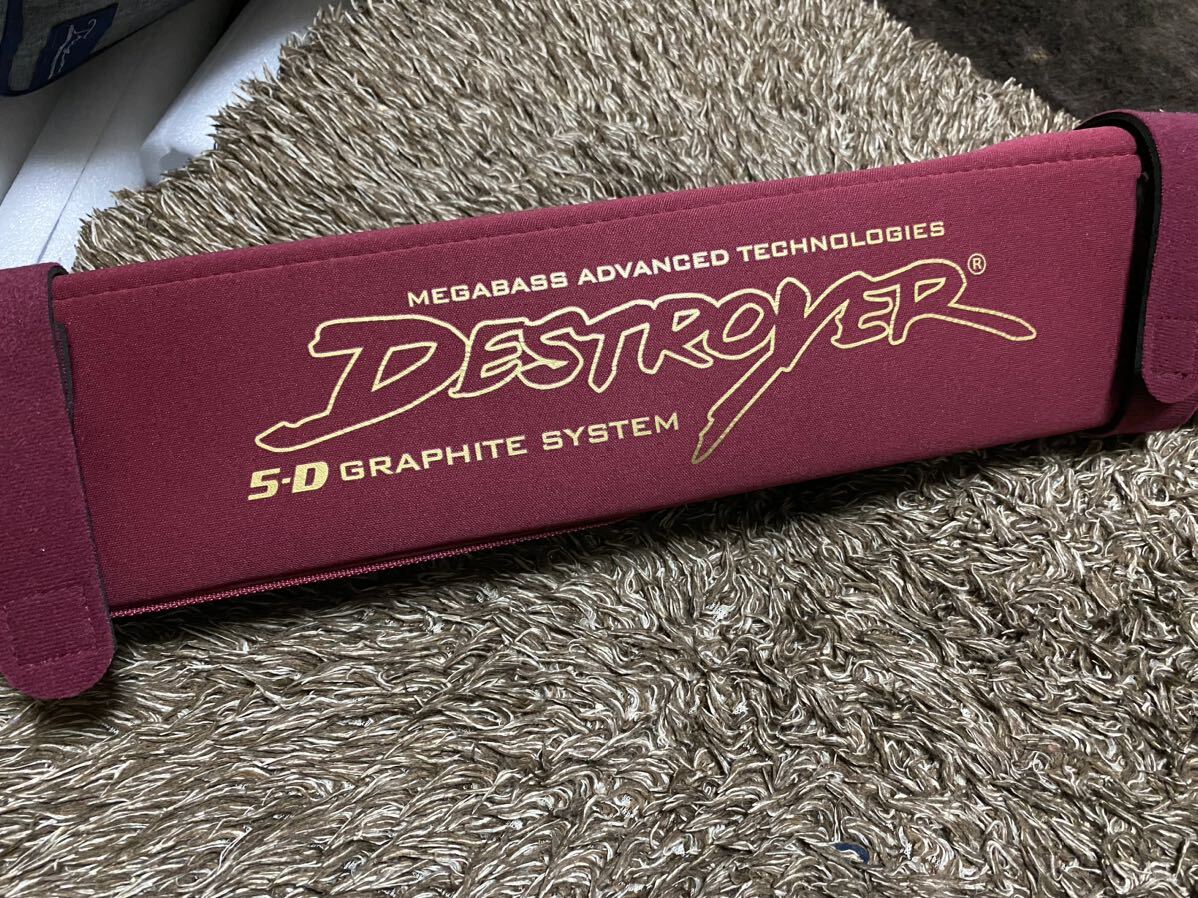 MEGABASS ADVANCED TECHNOLOGIES
DESTROYER®
5-D GRAPHITE SYSTEM